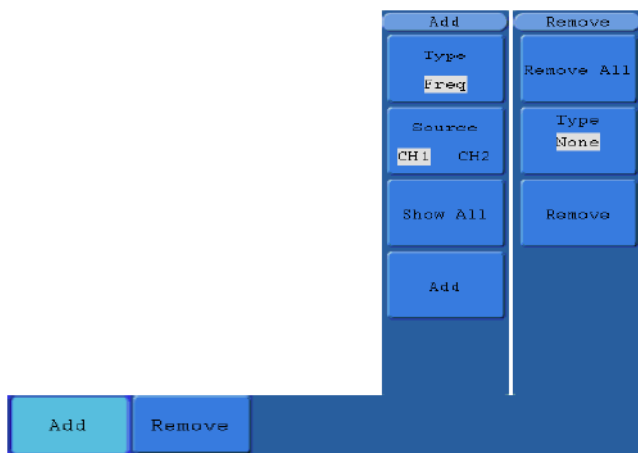 Add
Type
Freq
Source
CH1 CH2
Show All
Add
Remove
Remove All
Type
None
Remove
Add
Remove